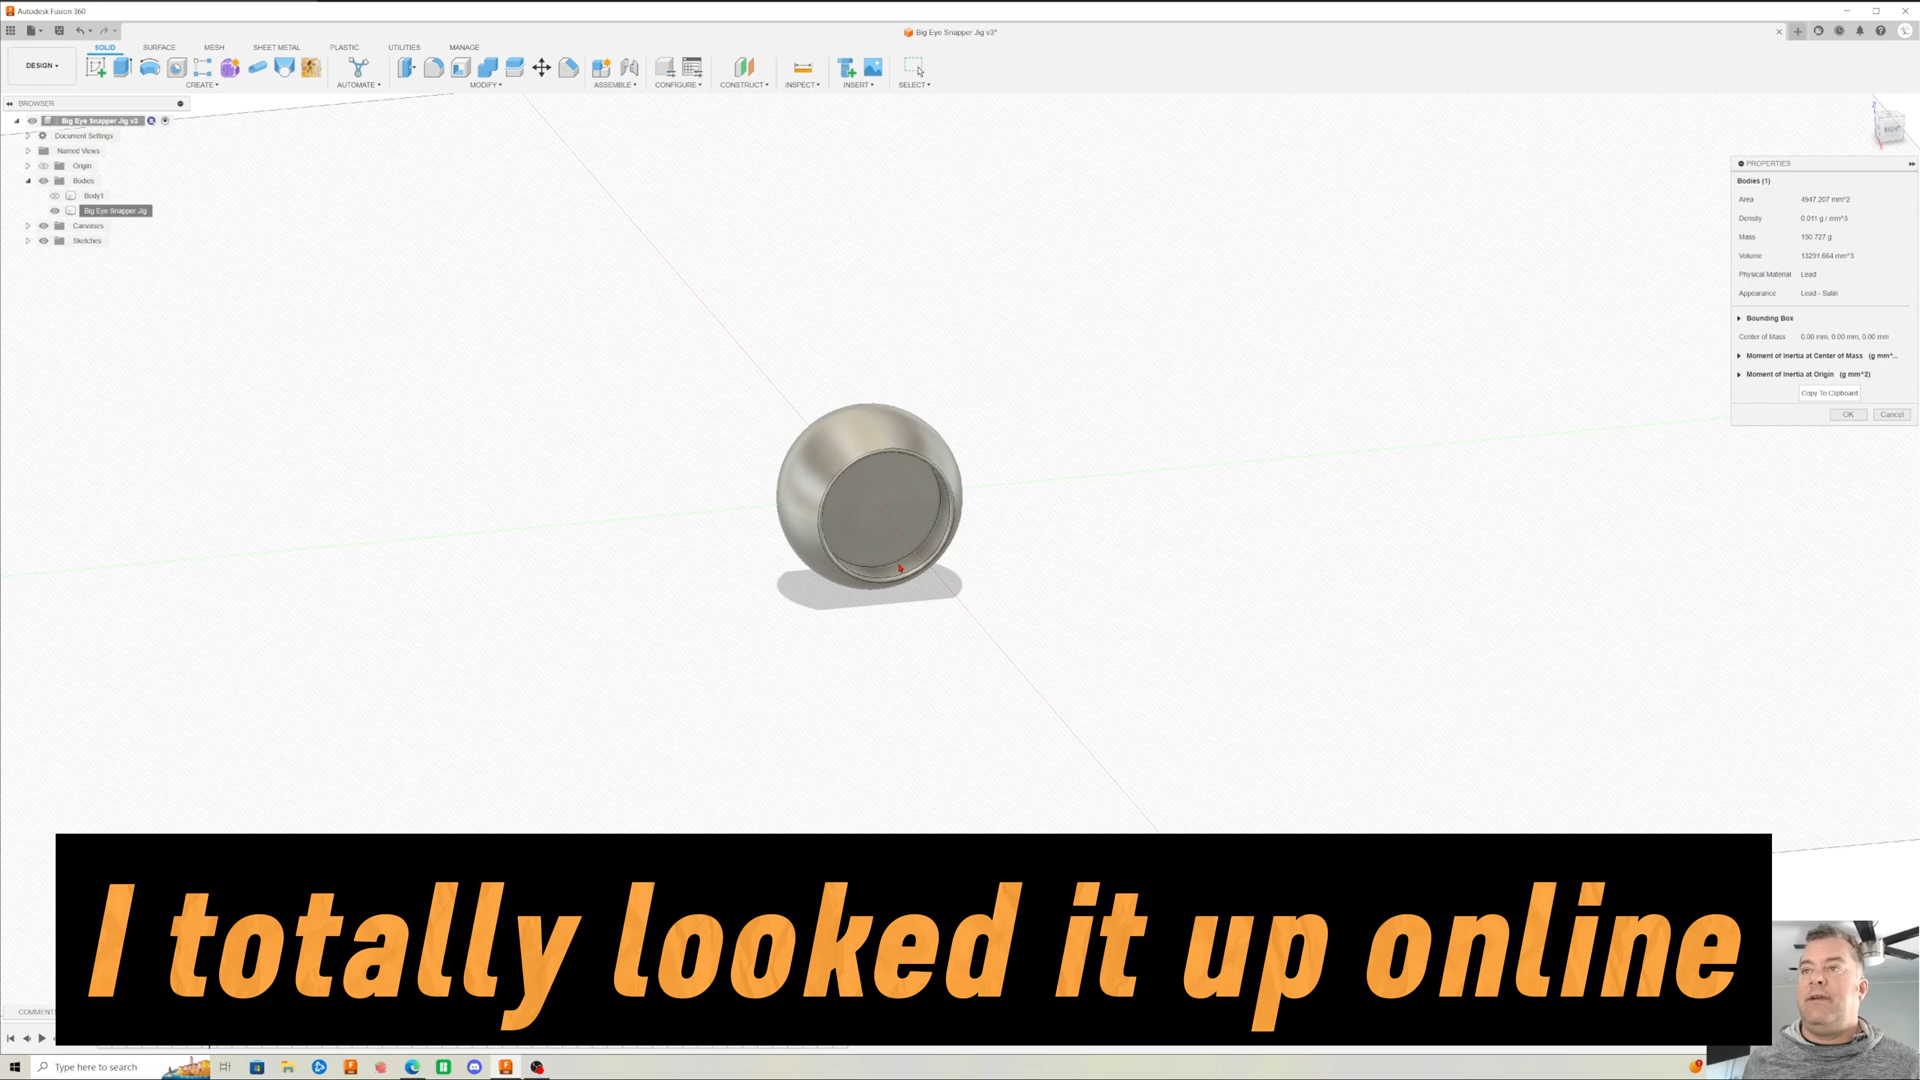 Autodesk Fusion 360
Big Eye Snapper Jig v3*
SOLID SURFACE MESH SHEET METAL PLASTIC UTILITIES MANAGE
DESIGN
CREATE AUTOMATE MODIFY ASSEMBLE CONFIGURE CONSTRUCT INSPECT INSERT SELECT
BROWSER
Big Eye Snapper Jig v3
Document Settings
Named Views
Origin
Bodies
Body1
Big Eye Snapper Jig
Canvases
Sketches
RIGHT
Z
X
PROPERTIES
Bodies (1)
Area 4947.207 mm^2
Density 0.011 g / mm^3
Mass 150.727 g
Volume 13291.664 mm^3
Physical Material Lead
Appearance Lead - Satin
Bounding Box
Center of Mass 0.00 mm, 0.00 mm, 0.00 mm
Moment of Inertia at Center of Mass (g mm^...
Moment of Inertia at Origin (g mm^2)
Copy To Clipboard
OK Cancel
I totally looked it up online
COMMENTS
Type here to search